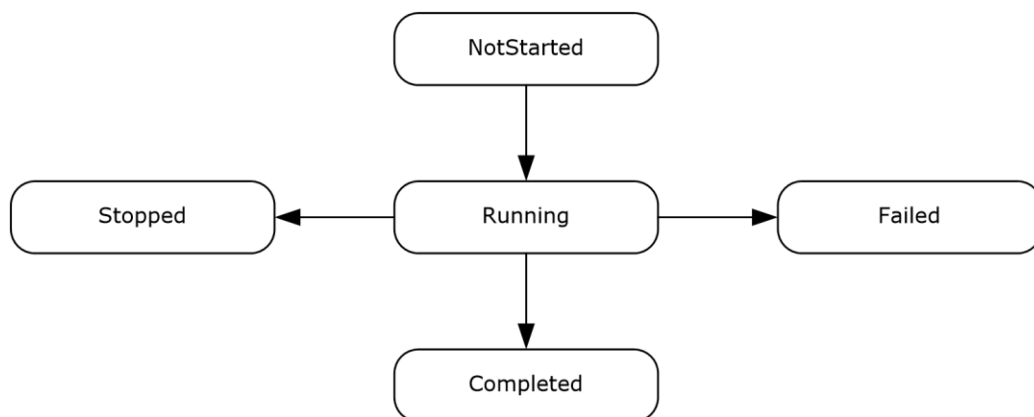 NotStarted
Stopped
Running
Failed
Completed